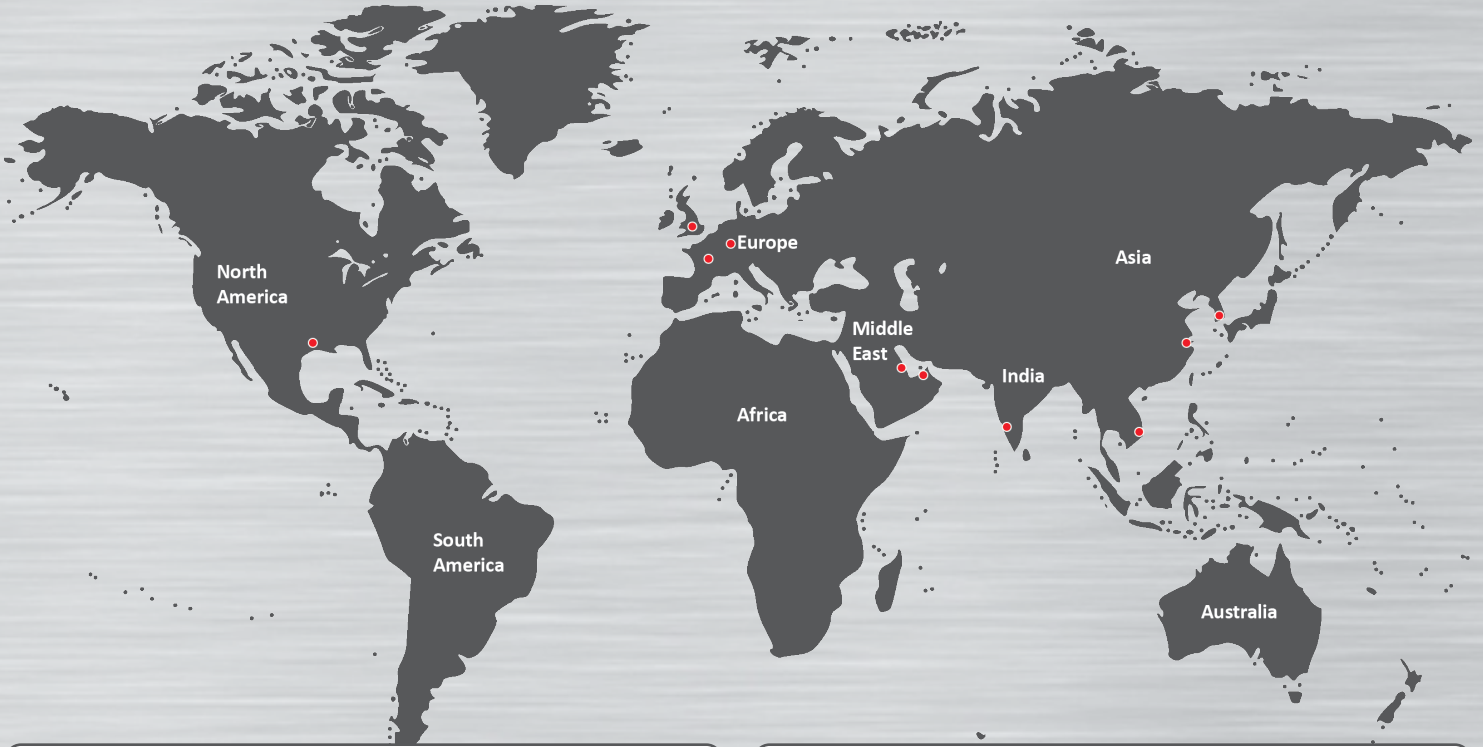 North
America
Europe
Asia
Middle
East
India
Africa
South
America
Australia